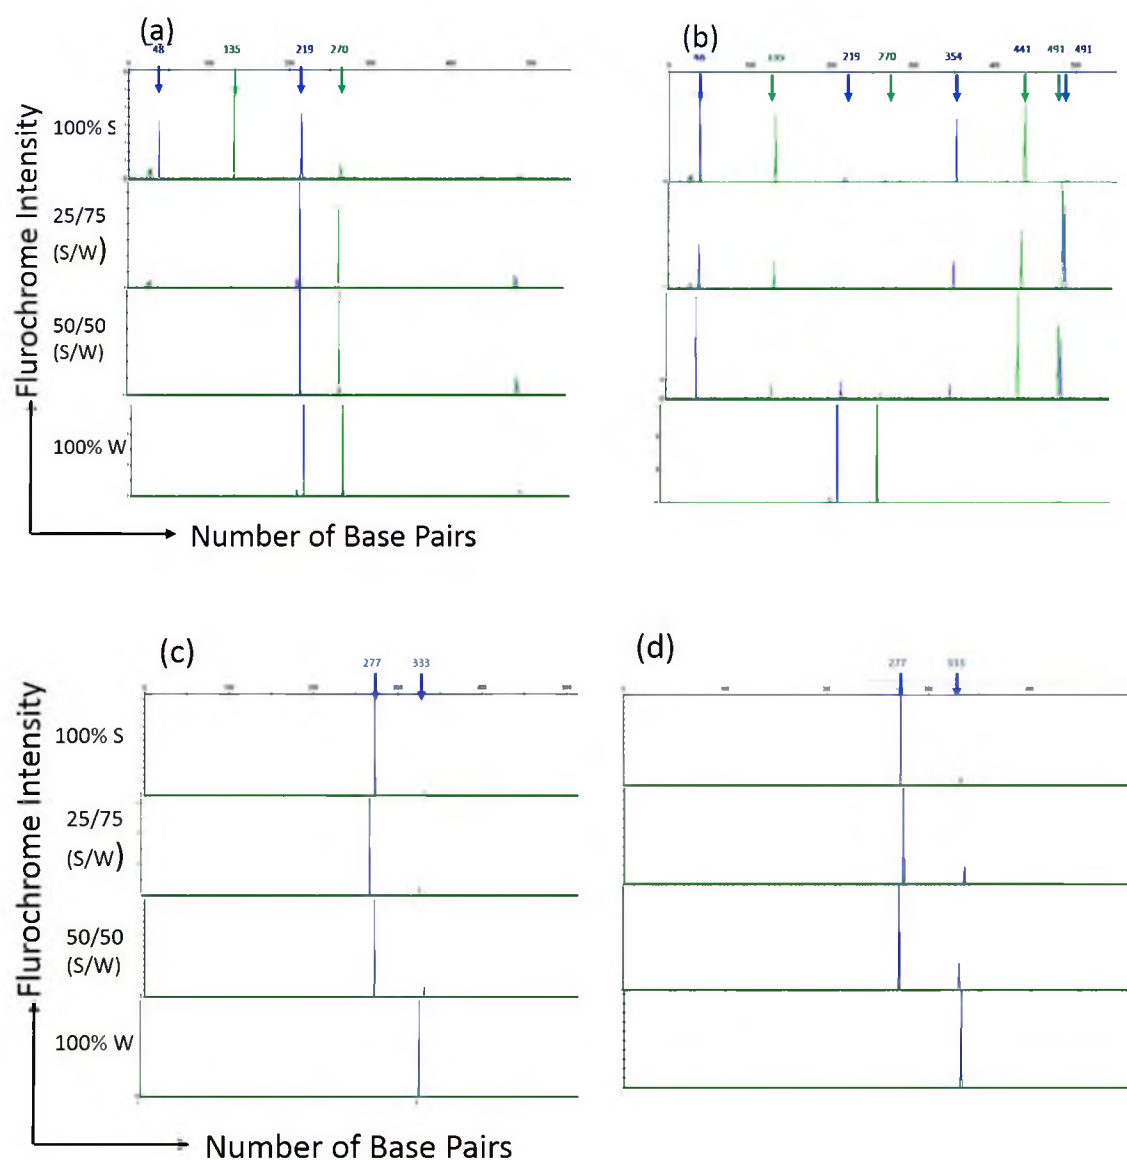 (a)
48 135 219 270
100% S
25/75
(S/W)
50/50
(S/W)
100% W
Flurochrome Intensity
Number of Base Pairs
(b)
48 135 219 270 354 441 491 491
(c)
277 333
100% S
25/75
(S/W)
50/50
(S/W)
100% W
Flurochrome Intensity
Number of Base Pairs
(d)
277 333